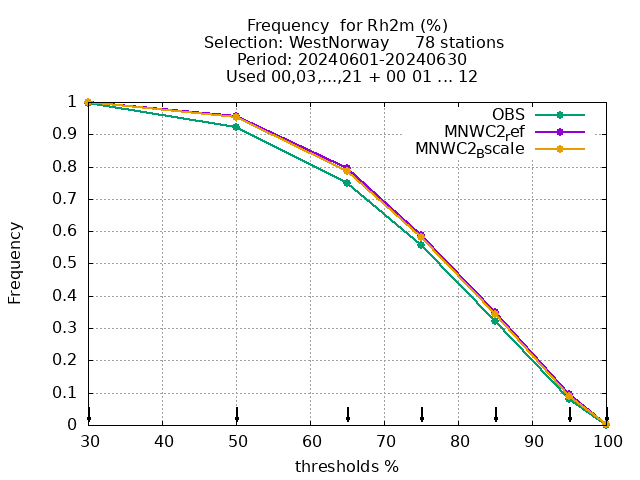 Frequency for Rh2m (%)
Selection: WestNorway 78 stations
Period: 20240601-20240630
Used 00,03,...,21 + 00 01 ... 12
OBS
MNWC2ref
MNWC2Bscale
1
0.9
0.8
0.7
0.6
0.5
0.4
0.3
0.2
0.1
0
Frequency
30 40 50 60 70 80 90 100
thresholds %